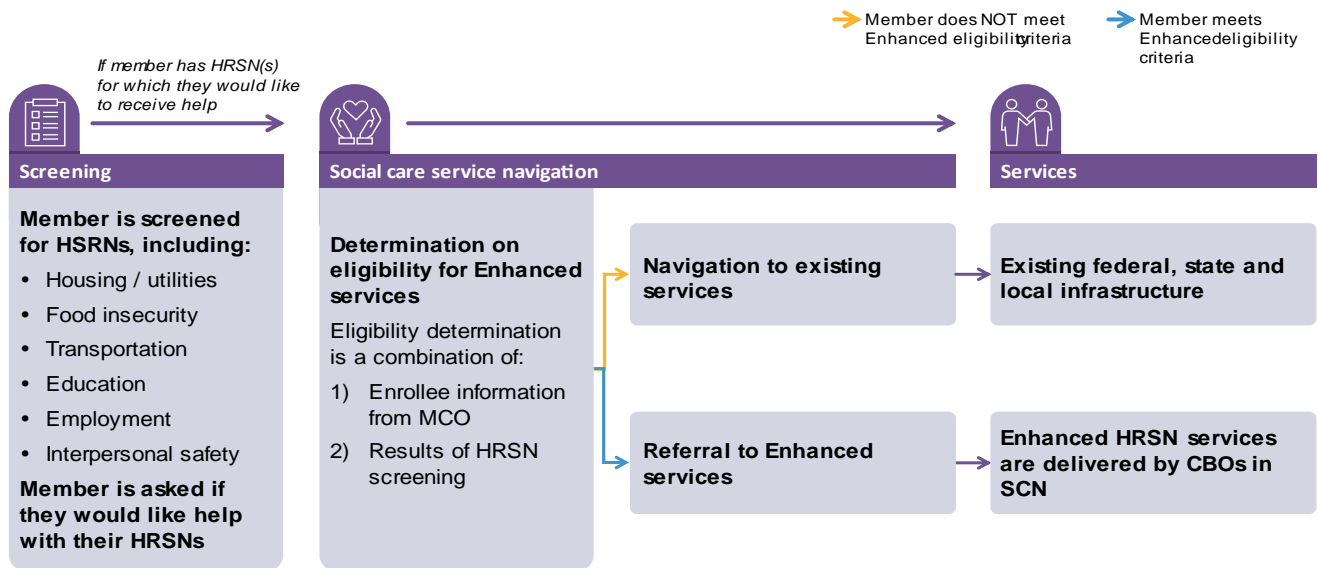 Member does NOT meet
Enhanced eligibility criteria
Member meets
Enhanced eligibility
criteria
If member has HRSN(s)
for which they would like
to receive help
Screening
Social care service navigation
Services
Member is screened
for HSRNs, including:
• Housing / utilities
• Food insecurity
• Transportation
• Education
• Employment
• Interpersonal safety
Member is asked if
they would like help
with their HRSNs
Determination on
eligibility for Enhanced
services
Eligibility determination
is a combination of:
1) Enrollee information
from MCO
2) Results of HRSN
screening
Navigation to existing
services
Referral to Enhanced
services
Existing federal, state and
local infrastructure
Enhanced HRSN services
are delivered by CBOs in
SCN